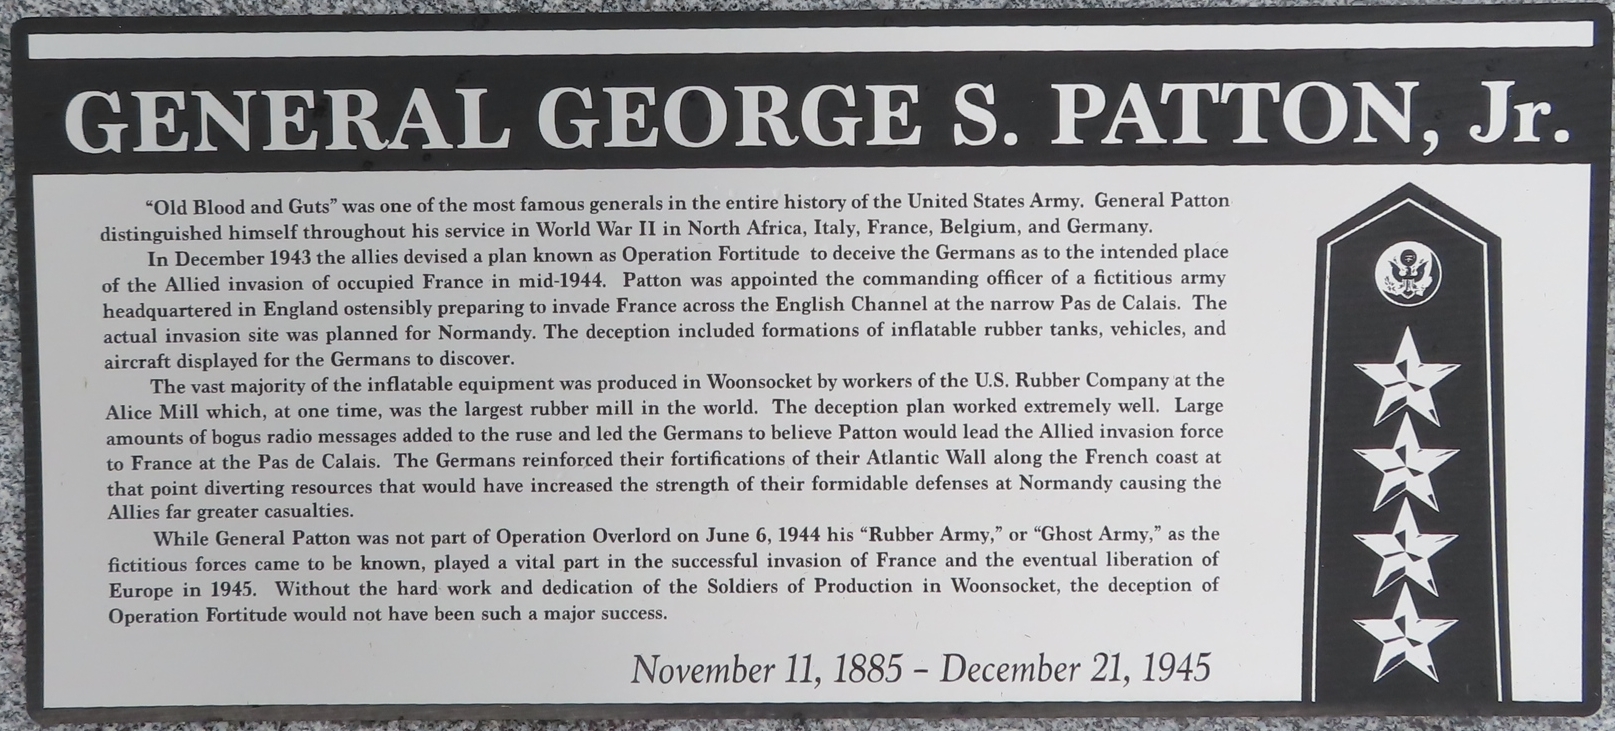 GENERAL GEORGE S. PATTON, Jr.
“Old Blood and Guts” was one of the most famous generals in the entire history of the United States Army. General Patton
distinguished himself throughout his service in World War II in North Africa, Italy, France, Belgium, and Germany.
In December 1943 the allies devised a plan known as Operation Fortitude to deceive the Germans as to the intended place
of the Allied invasion of occupied France in mid-1944. Patton was appointed the commanding officer of a fictitious army
headquartered in England ostensibly preparing to invade France across the English Channel at the narrow Pas de Calais. The
actual invasion site was planned for Normandy. The deception included formations of inflatable rubber tanks, vehicles, and
aircraft displayed for the Germans to discover.
The vast majority of the inflatable equipment was produced in Woonsocket by workers of the U.S. Rubber Company at the
Alice Mill which, at one time, was the largest rubber mill in the world. The deception plan worked extremely well. Large
amounts of bogus radio messages added to the ruse and led the Germans to believe Patton would lead the Allied invasion force
to France at the Pas de Calais. The Germans reinforced their fortifications of their Atlantic Wall along the French coast at
that point diverting resources that would have increased the strength of their formidable defenses at Normandy causing the
Allies far greater casualties.
While General Patton was not part of Operation Overlord on June 6, 1944 his “Rubber Army,” or “Ghost Army,” as the
fictitious forces came to be known, played a vital part in the successful invasion of France and the eventual liberation of
Europe in 1945. Without the hard work and dedication of the Soldiers of Production in Woonsocket, the deception of
Operation Fortitude would not have been such a major success.
November 11, 1885 – December 21, 1945